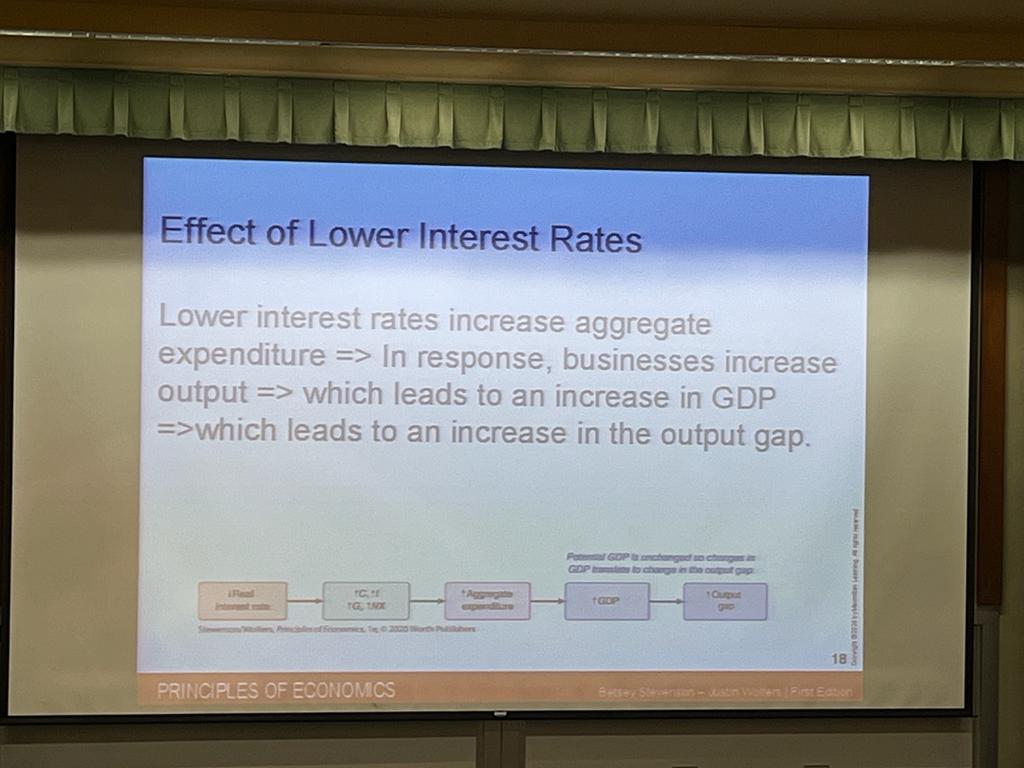 Effect of Lower Interest Rates
Lower interest rates increase aggregate
expenditure => In response, businesses increase
output => which leads to an increase in GDP
=>which leads to an increase in the output gap.
Potential GDP is unchanged so changes in
GDP translate to change in the output gap
↓Real
interest rate
↑C, ↑I
↑G, ↑NX
↑Aggregate
expenditure
↑GDP
↑Output
gap
Stevenson/Wolfers, Principles of Economics, 1e, © 2020 Worth Publishers
Copyright ©2020 by Macmillan Learning. All rights reserved
18
PRINCIPLES OF ECONOMICS
Betsey Stevenson – Justin Wolfers | First Edition